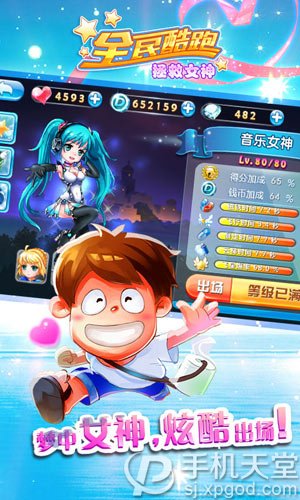 全民酷跑
拯救女神
4593
D 652159
482
音乐女神
Lv.80/80
得分加成 65 %
D 钱币加成 64 %
出场
等级已满
梦中女神,炫酷出场!
手机天堂
sj.xpgod.com